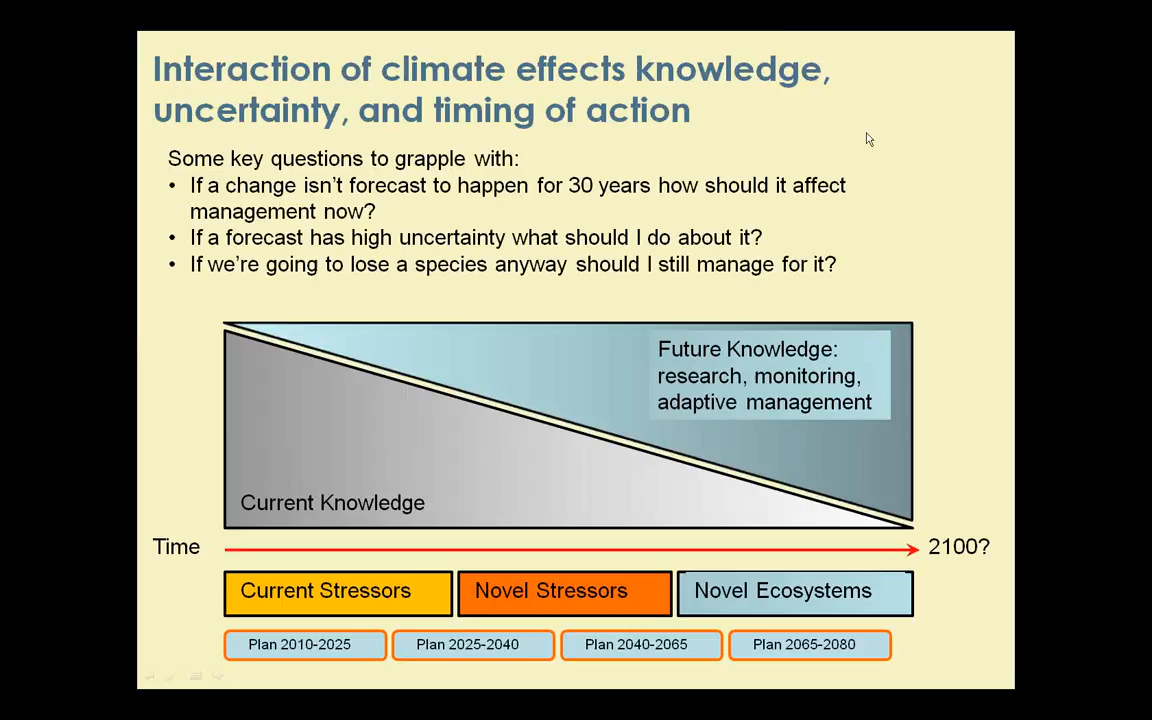 Interaction of climate effects knowledge,
uncertainty, and timing of action
Some key questions to grapple with:
• If a change isn't forecast to happen for 30 years how should it affect
management now?
• If a forecast has high uncertainty what should I do about it?
• If we're going to lose a species anyway should I still manage for it?
Future Knowledge:
research, monitoring,
adaptive management
Current Knowledge
Time
2100?
Current Stressors
Novel Stressors
Novel Ecosystems
Plan 2010-2025
Plan 2025-2040
Plan 2040-2065
Plan 2065-2080